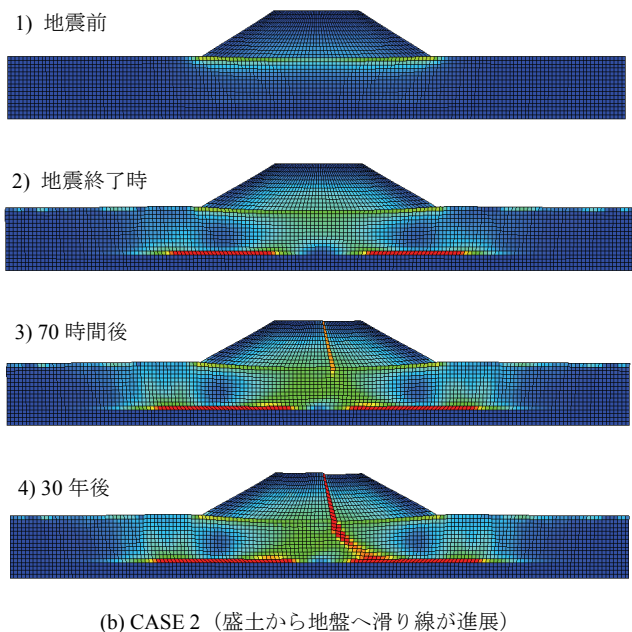 1) 地震前
2) 地震終了時
3) 70 時間後
4) 30 年後
(b) CASE 2（盛土から地盤へ滑り線が進展）